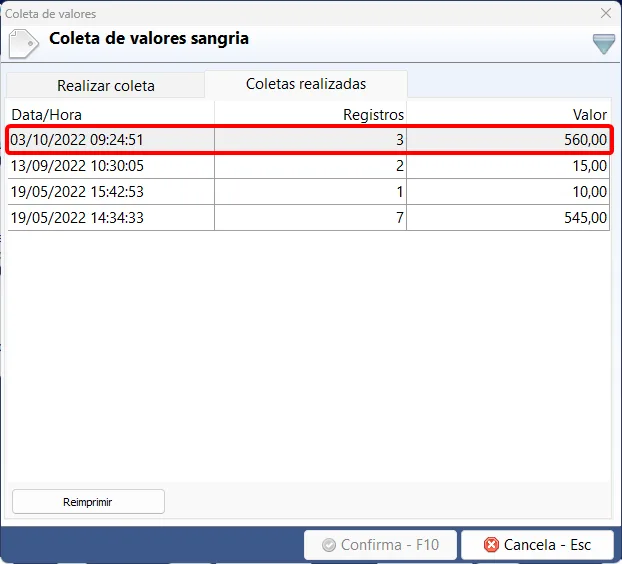 Coleta de valores
Coleta de valores sangria
Realizar coleta Coletas realizadas
Data/Hora Registros Valor
03/10/2022 09:24:51 3 560,00
13/09/2022 10:30:05 2 15,00
19/05/2022 15:42:53 1 10,00
19/05/2022 14:34:33 7 545,00
Reimprimir
Confirma - F10 Cancela - Esc